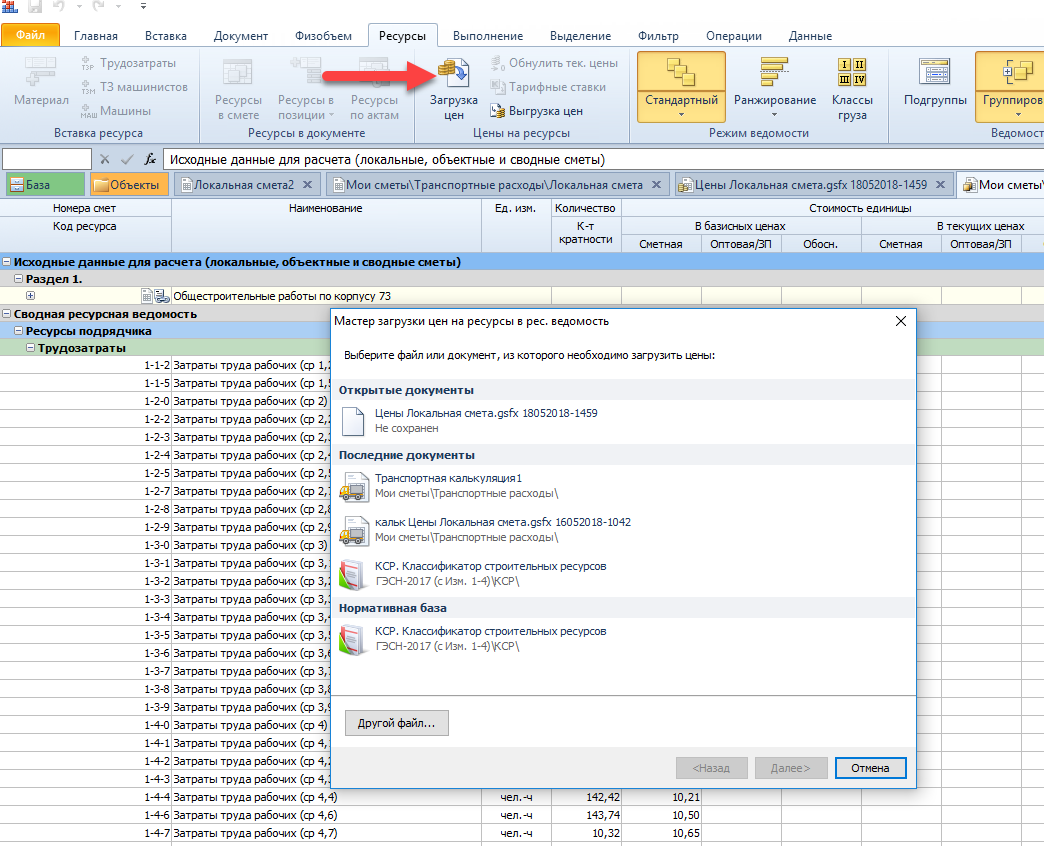 Файл Главная Вставка Документ Физобъем Ресурсы Выполнение Выделение Фильтр Операции Данные
Материал
Трудозатраты
ТЗ машинистов
Машины
Вставка ресурса
Ресурсы в смете
Ресурсы в позиции
Ресурсы по актам
Ресурсы в документе
Загрузка цен
Обнулить тек. цены
Тарифные ставки
Выгрузка цен
Цены на ресурсы
Стандартный
Ранжирование
Классы груза
Режим ведомости
Подгруппы
Группиров
Ведомост
fx Исходные данные для расчета (локальные, объектные и сводные сметы)
База Объекты Локальная смета2 Мои сметы\Транспортные расходы\Локальная смета Цены Локальная смета.gsfx 18052018-1459 Мои сметы\
Номера смет Наименование Ед. изм. Количество Стоимость единицы
Код ресурса К-т кратности В базисных ценах В текущих ценах
Сметная Оптовая/ЗП Обосн. Сметная Оптовая/ЗП
Исходные данные для расчета (локальные, объектные и сводные сметы)
Раздел 1.
Общестроительные работы по корпусу 73
Сводная ресурсная ведомость
Ресурсы подрядчика
Трудозатраты
1-1-2 Затраты труда рабочих (ср 1,2
1-1-5 Затраты труда рабочих (ср 1,5
1-2-0 Затраты труда рабочих (ср 2)
1-2-2 Затраты труда рабочих (ср 2,2
1-2-3 Затраты труда рабочих (ср 2,3
1-2-4 Затраты труда рабочих (ср 2,4
1-2-5 Затраты труда рабочих (ср 2,5
1-2-7 Затраты труда рабочих (ср 2,7
1-2-8 Затраты труда рабочих (ср 2,8
1-2-9 Затраты труда рабочих (ср 2,9
1-3-0 Затраты труда рабочих (ср 3)
1-3-1 Затраты труда рабочих (ср 3,1
1-3-2 Затраты труда рабочих (ср 3,2
1-3-3 Затраты труда рабочих (ср 3,3
1-3-4 Затраты труда рабочих (ср 3,4
1-3-5 Затраты труда рабочих (ср 3,5
1-3-6 Затраты труда рабочих (ср 3,6
1-3-7 Затраты труда рабочих (ср 3,7
1-3-8 Затраты труда рабочих (ср 3,8
1-3-9 Затраты труда рабочих (ср 3,9
1-4-0 Затраты труда рабочих (ср 4)
1-4-1 Затраты труда рабочих (ср 4,1
1-4-2 Затраты труда рабочих (ср 4,2
1-4-3 Затраты труда рабочих (ср 4,3
1-4-4 Затраты труда рабочих (ср 4,4) чел.-ч 142,42 10,21
1-4-6 Затраты труда рабочих (ср 4,6) чел.-ч 143,74 10,50
1-4-7 Затраты труда рабочих (ср 4,7) чел.-ч 10,32 10,65
Мастер загрузки цен на ресурсы в рес. ведомость
Выберите файл или документ, из которого необходимо загрузить цены:
Открытые документы
Цены Локальная смета.gsfx 18052018-1459
Не сохранен
Последние документы
Транспортная калькуляция1
Мои сметы\Транспортные расходы\
кальк Цены Локальная смета.gsfx 16052018-1042
Мои сметы\Транспортные расходы\
КСР. Классификатор строительных ресурсов
ГЭСН-2017 (с Изм. 1-4)\КСР\
Нормативная база
КСР. Классификатор строительных ресурсов
ГЭСН-2017 (с Изм. 1-4)\КСР\
Другой файл...
<Назад Далее> Отмена